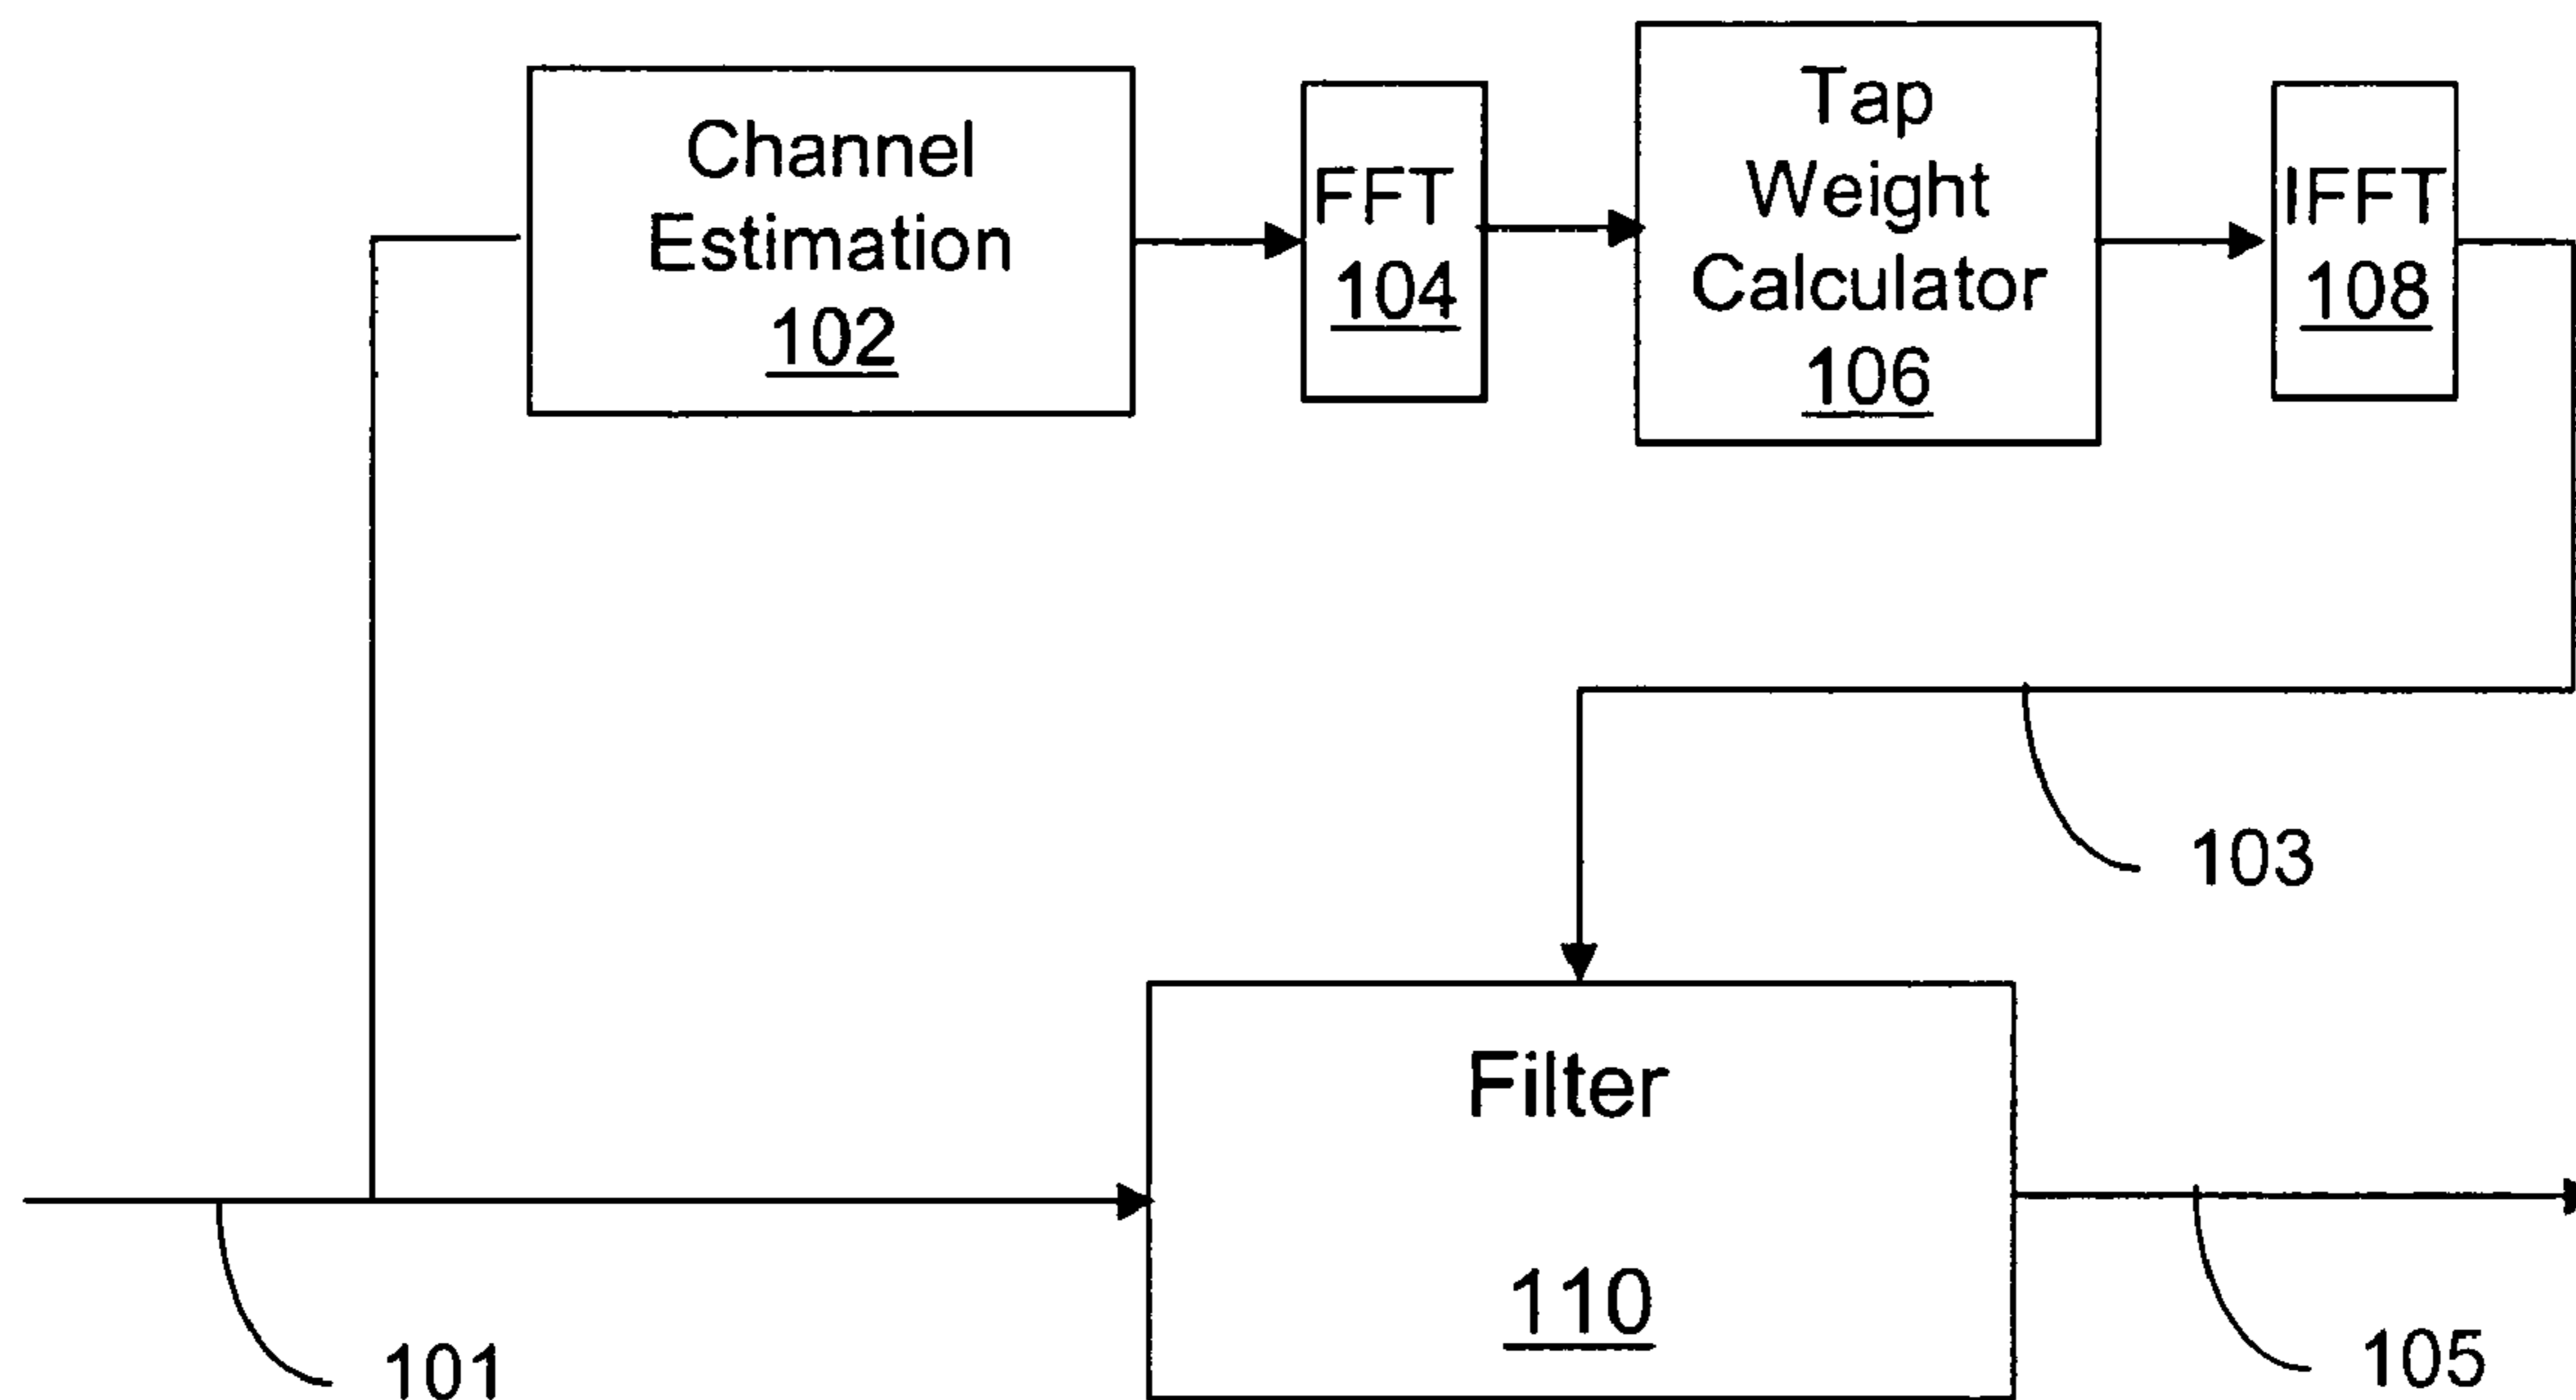 Channel
Estimation
102
FFT
104
Tap
Weight
Calculator
106
IFFT
108
103
Filter
110
101
105